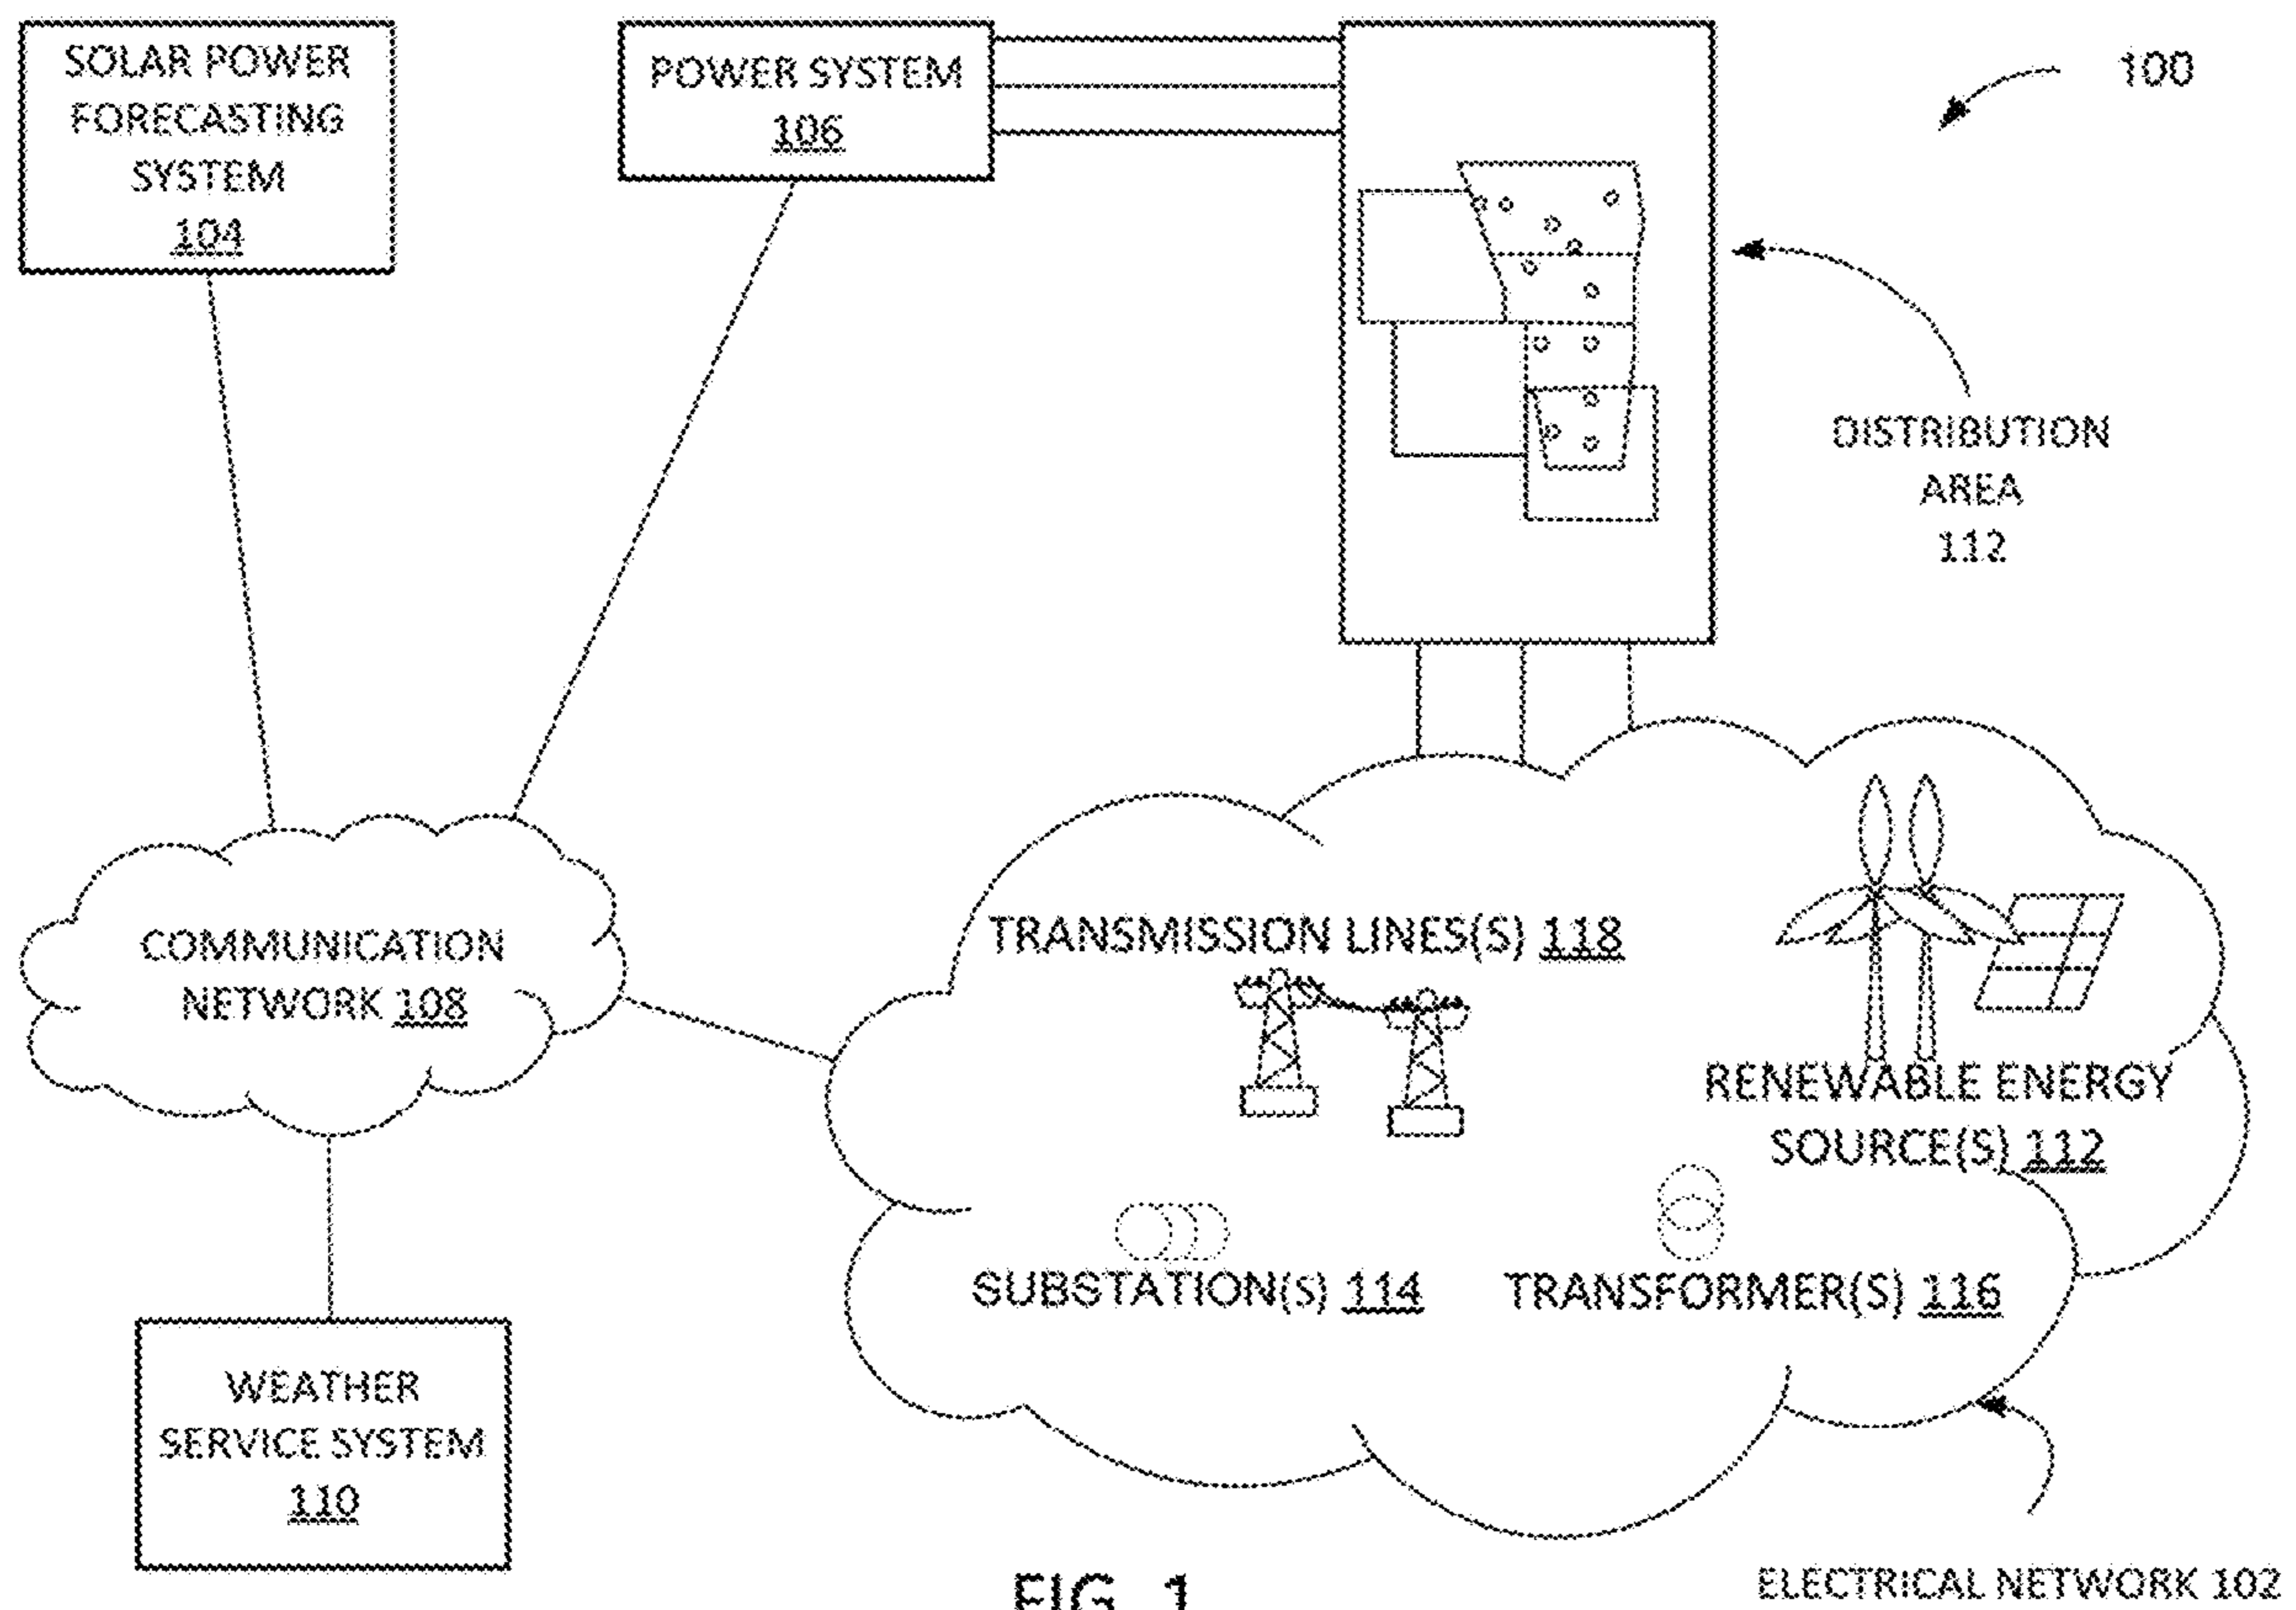 SOLAR POWER
FORECASTING
SYSTEM
104
POWER SYSTEM
106
100
DISTRIBUTION
AREA
112
COMMUNICATION
NETWORK 108
TRANSMISSION LINES(S) 118
RENEWABLE ENERGY
SOURCE(S) 112
SUBSTATION(S) 114
TRANSFORMER(S) 116
WEATHER
SERVICE SYSTEM
110
ELECTRICAL NETWORK 102
FIG. 1